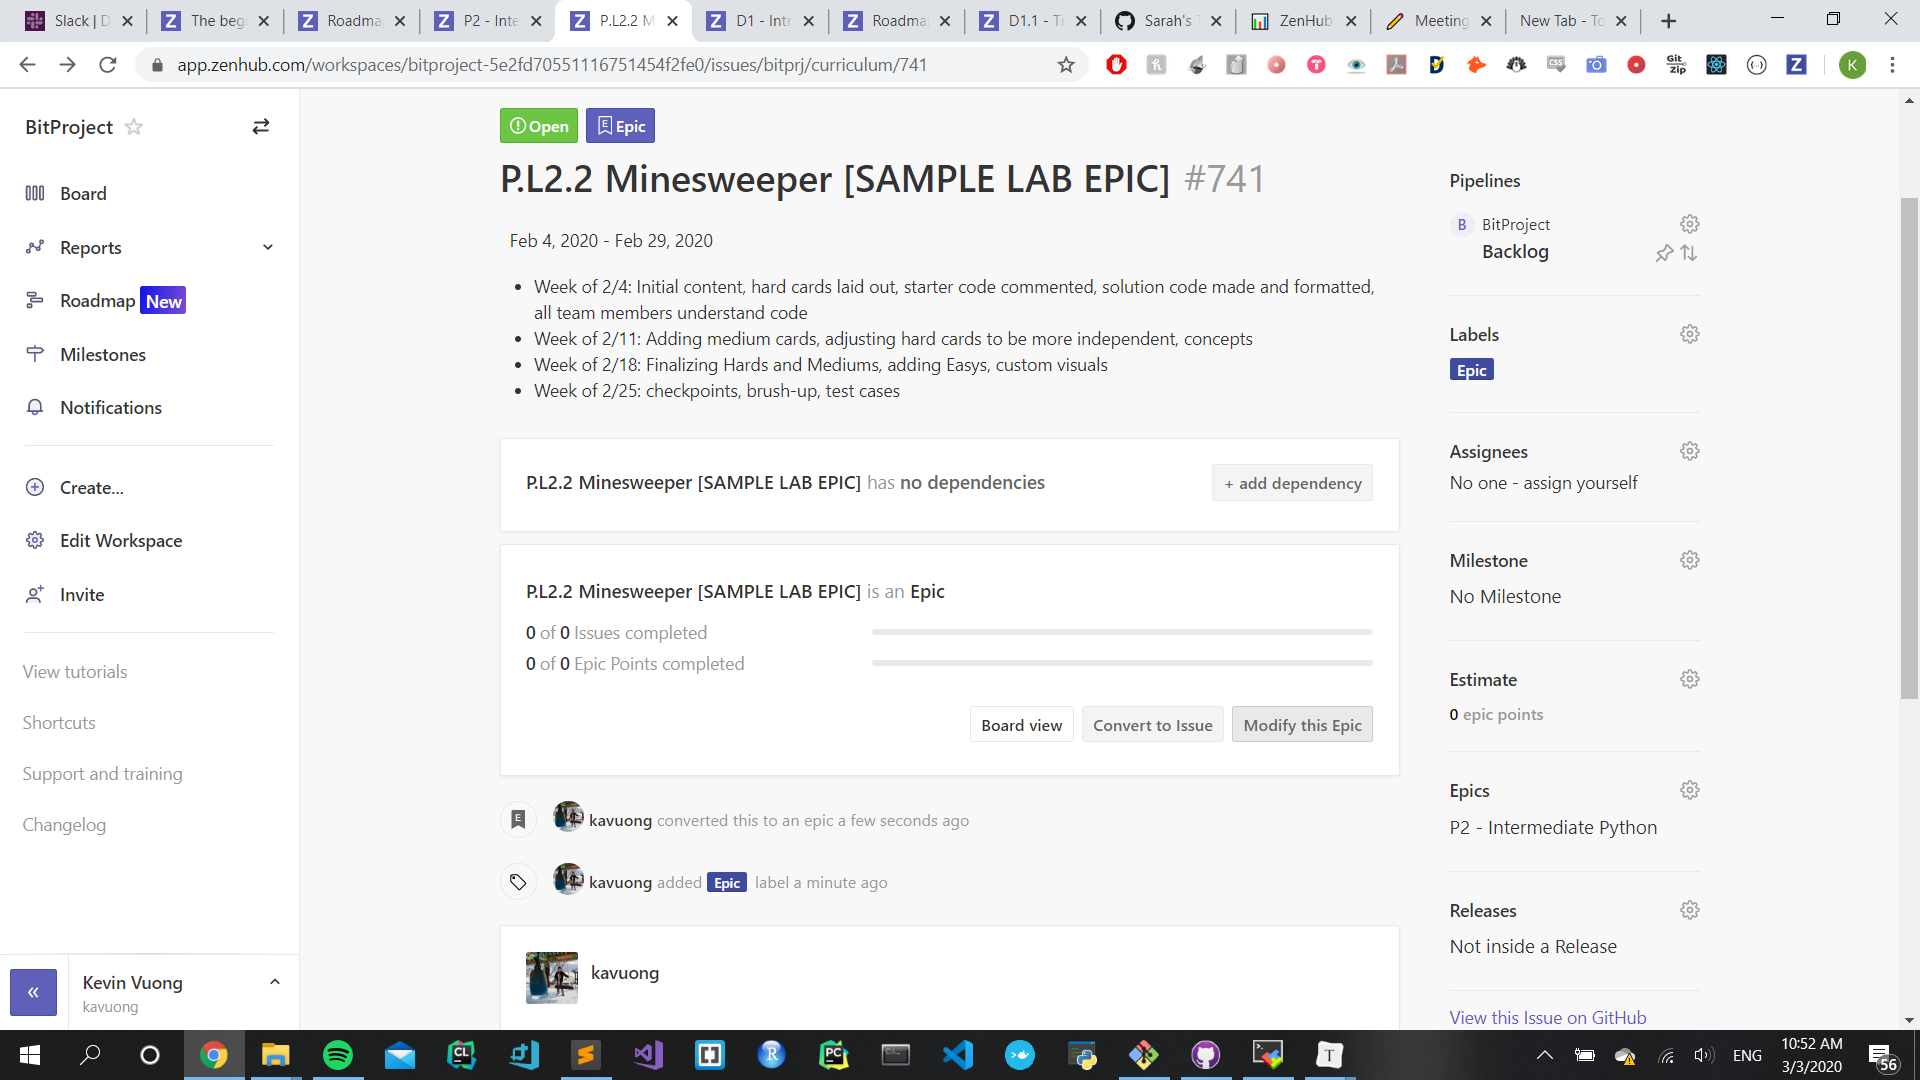 Slack | D
The begi
Roadma
P2 - Inte
P.L2.2 M
D1 - Intr
Roadma
D1.1 - Ti
Sarah's T
ZenHub
Meeting
New Tab - To
app.zenhub.com/workspaces/bitproject-5e2fd70551116751454f2fe0/issues/bitprj/curriculum/741
K
BitProject
Board
Reports
Roadmap New
Milestones
Notifications
Create...
Edit Workspace
Invite
View tutorials
Shortcuts
Support and training
Changelog
Kevin Vuong
kavuong
Open Epic
P.L2.2 Minesweeper [SAMPLE LAB EPIC] #741
Feb 4, 2020 - Feb 29, 2020
• Week of 2/4: Initial content, hard cards laid out, starter code commented, solution code made and formatted,
all team members understand code
• Week of 2/11: Adding medium cards, adjusting hard cards to be more independent, concepts
• Week of 2/18: Finalizing Hards and Mediums, adding Easys, custom visuals
• Week of 2/25: checkpoints, brush-up, test cases
P.L2.2 Minesweeper [SAMPLE LAB EPIC] has no dependencies
+ add dependency
P.L2.2 Minesweeper [SAMPLE LAB EPIC] is an Epic
0 of 0 Issues completed
0 of 0 Epic Points completed
Board view
Convert to Issue
Modify this Epic
kavuong converted this to an epic a few seconds ago
kavuong added Epic label a minute ago
kavuong
Pipelines
B BitProject
Backlog
Labels
Epic
Assignees
No one - assign yourself
Milestone
No Milestone
Estimate
0 epic points
Epics
P2 - Intermediate Python
Releases
Not inside a Release
View this Issue on GitHub
ENG
10:52 AM
3/3/2020
56